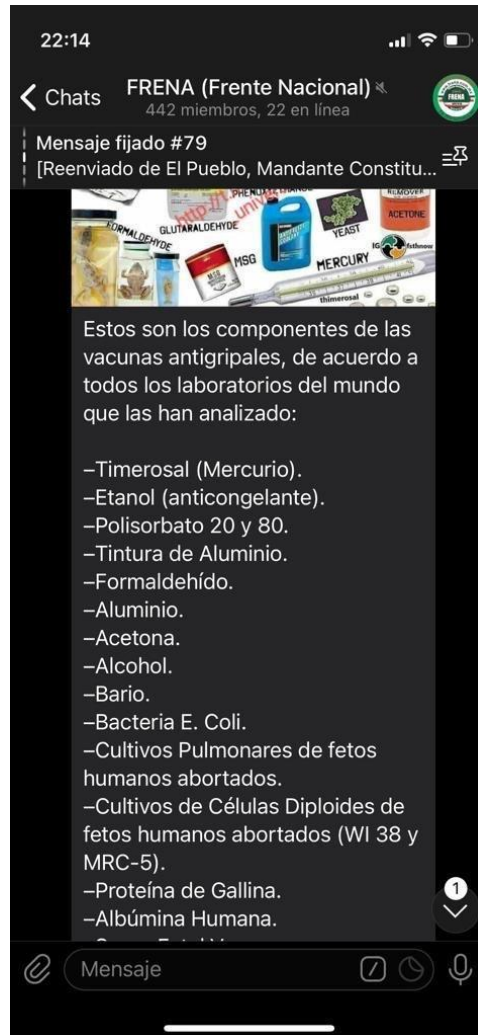 22:14
Chats
FRENA (Frente Nacional)
442 miembros, 22 en línea
FRENA
Mensaje fijado #79
[Reenviado de El Pueblo, Mandante Constitu...
FORMALDEHYDE
GLUTARALDEHYDE
MSG
YEAST
REMOVER
ACETONE
MERCURY
thimerosal
IG
fsthnow
Estos son los componentes de las
vacunas antigripales, de acuerdo a
todos los laboratorios del mundo
que las han analizado:
–Timerosal (Mercurio).
–Etanol (anticongelante).
–Polisorbato 20 y 80.
–Tintura de Aluminio.
–Formaldehído.
–Aluminio.
–Acetona.
–Alcohol.
–Bario.
–Bacteria E. Coli.
–Cultivos Pulmonares de fetos
humanos abortados.
–Cultivos de Células Diploides de
fetos humanos abortados (WI 38 y
MRC-5).
–Proteína de Gallina.
–Albúmina Humana.
1
Mensaje